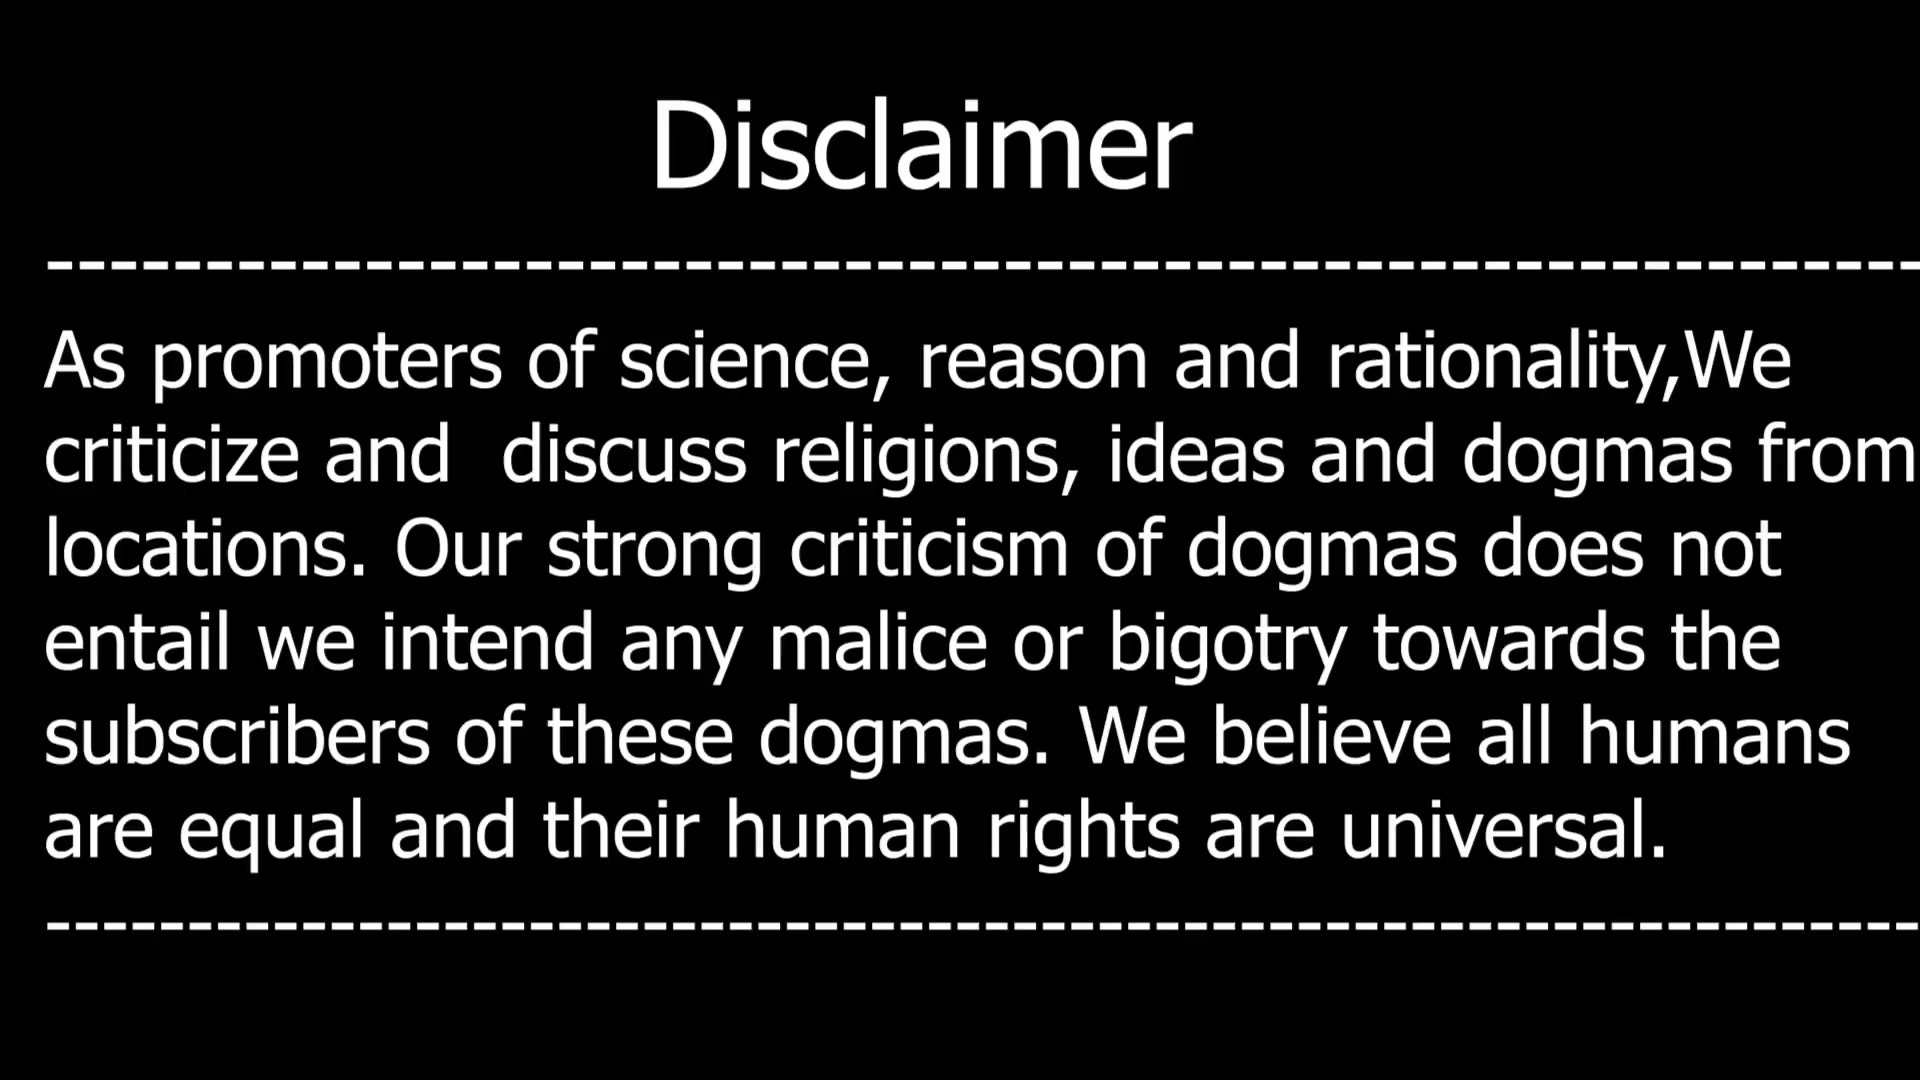 Disclaimer
------------------------------------------------------------
As promoters of science, reason and rationality,We
criticize and  discuss religions, ideas and dogmas from
locations. Our strong criticism of dogmas does not
entail we intend any malice or bigotry towards the
subscribers of these dogmas. We believe all humans
are equal and their human rights are universal.
------------------------------------------------------------------